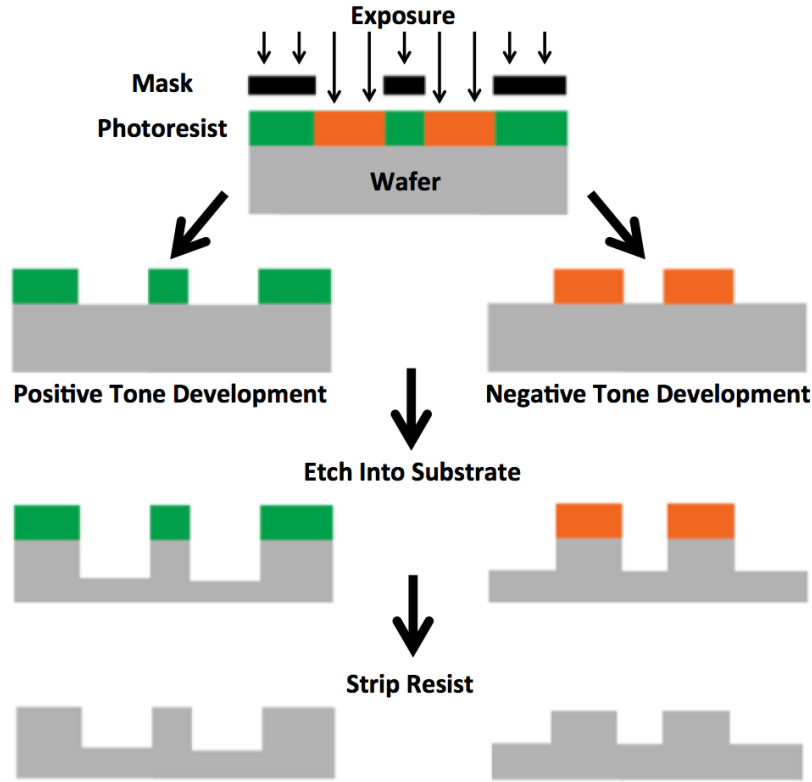 Exposure
Mask
Photoresist
Wafer
Positive Tone Development
Negative Tone Development
Etch Into Substrate
Strip Resist